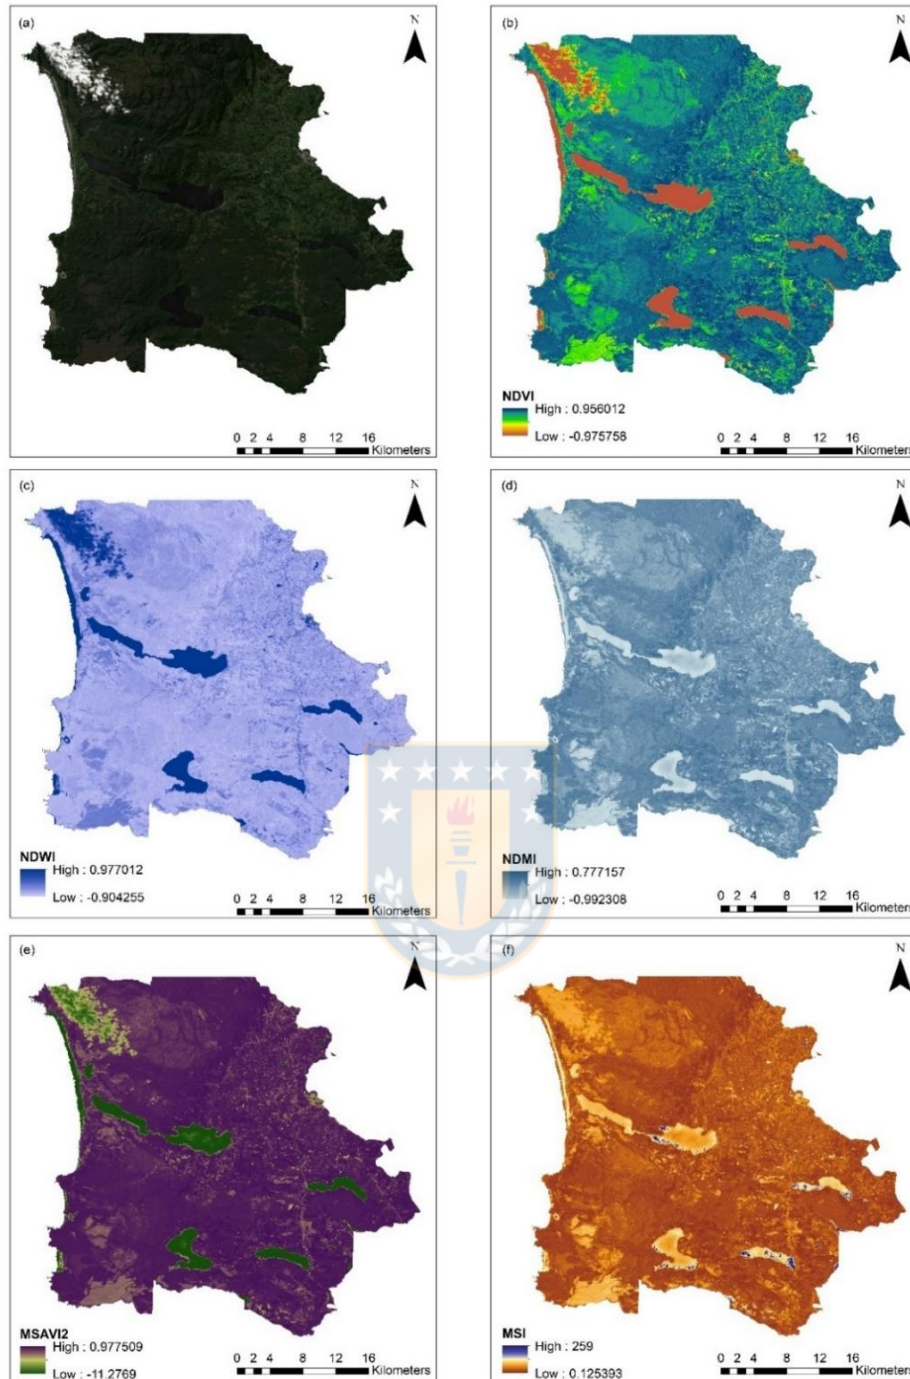 (a)
N
0 2 4 8 12 16
Kilometers
(b)
N
NDVI
High : 0.956012
Low : -0.975758
0 2 4 8 12 16
Kilometers
(c)
N
NDWI
High : 0.977012
Low : -0.904255
0 2 4 8 12 16
Kilometers
(d)
N
NDMI
High : 0.777157
Low : -0.992308
0 2 4 8 12 16
Kilometers
(e)
N
MSAVI2
High : 0.977509
Low : -11.2769
0 2 4 8 12 16
Kilometers
(f)
N
MSI
High : 259
Low : 0.125393
0 2 4 8 12 16
Kilometers